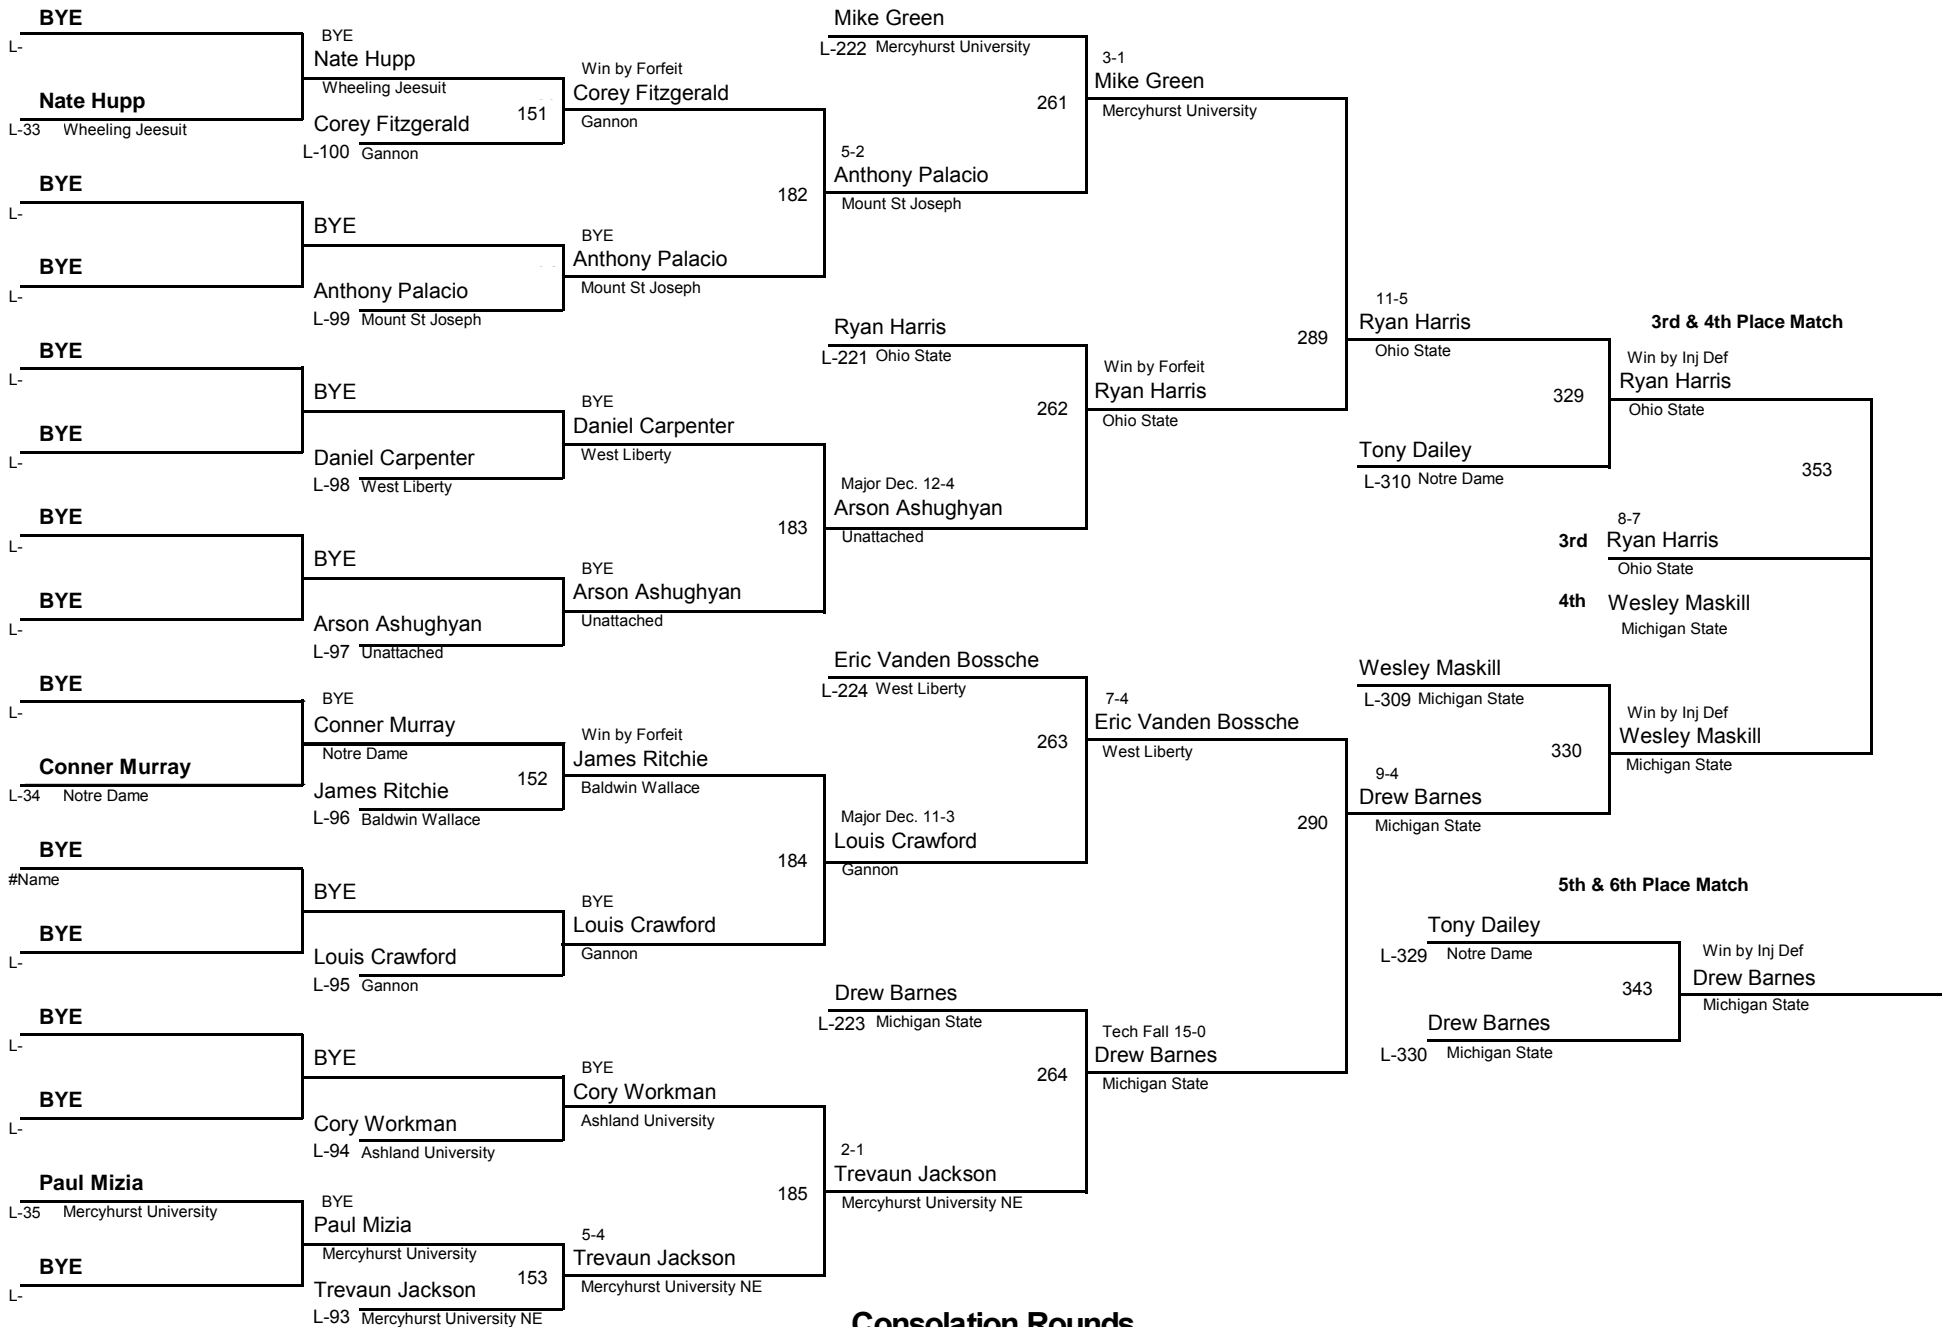 BYE
L-
Nate Hupp
L-33 Wheeling Jeesuit
BYE
L-
BYE
L-
BYE
L-
BYE
L-
BYE
L-
BYE
L-
BYE
L-
Conner Murray
L-34 Notre Dame
BYE
#Name
BYE
L-
BYE
L-
BYE
L-
Paul Mizia
L-35 Mercyhurst University
BYE
L-
BYE
Nate Hupp
Wheeling Jeesuit
151
Corey Fitzgerald
L-100 Gannon
BYE
Anthony Palacio
L-99 Mount St Joseph
BYE
Daniel Carpenter
L-98 West Liberty
BYE
Arson Ashughyan
L-97 Unattached
BYE
Conner Murray
Notre Dame
152
James Ritchie
L-96 Baldwin Wallace
BYE
Louis Crawford
L-95 Gannon
BYE
Cory Workman
L-94 Ashland University
BYE
Paul Mizia
Mercyhurst University
153
Trevaun Jackson
L-93 Mercyhurst University NE
Win by Forfeit
Corey Fitzgerald
Gannon
182
BYE
Anthony Palacio
Mount St Joseph
BYE
Daniel Carpenter
West Liberty
183
BYE
Arson Ashughyan
Unattached
Win by Forfeit
James Ritchie
Baldwin Wallace
184
BYE
Louis Crawford
Gannon
BYE
Cory Workman
Ashland University
185
5-4
Trevaun Jackson
Mercyhurst University NE
Mike Green
L-222 Mercyhurst University
261
5-2
Anthony Palacio
Mount St Joseph
Ryan Harris
L-221 Ohio State
262
Major Dec. 12-4
Arson Ashughyan
Unattached
Eric Vanden Bossche
L-224 West Liberty
263
Major Dec. 11-3
Louis Crawford
Gannon
Drew Barnes
L-223 Michigan State
264
2-1
Trevaun Jackson
Mercyhurst University NE
3-1
Mike Green
Mercyhurst University
289
Win by Forfeit
Ryan Harris
Ohio State
7-4
Eric Vanden Bossche
West Liberty
290
Tech Fall 15-0
Drew Barnes
Michigan State
11-5
Ryan Harris
Ohio State
329
Tony Dailey
L-310 Notre Dame
Wesley Maskill
L-309 Michigan State
330
9-4
Drew Barnes
Michigan State
3rd & 4th Place Match
Win by Inj Def
Ryan Harris
Ohio State
353
8-7
3rd Ryan Harris
Ohio State
4th Wesley Maskill
Michigan State
Win by Inj Def
Wesley Maskill
Michigan State
5th & 6th Place Match
Tony Dailey
L-329 Notre Dame
343
Drew Barnes
L-330 Michigan State
Win by Inj Def
Drew Barnes
Michigan State
Consolation Rounds